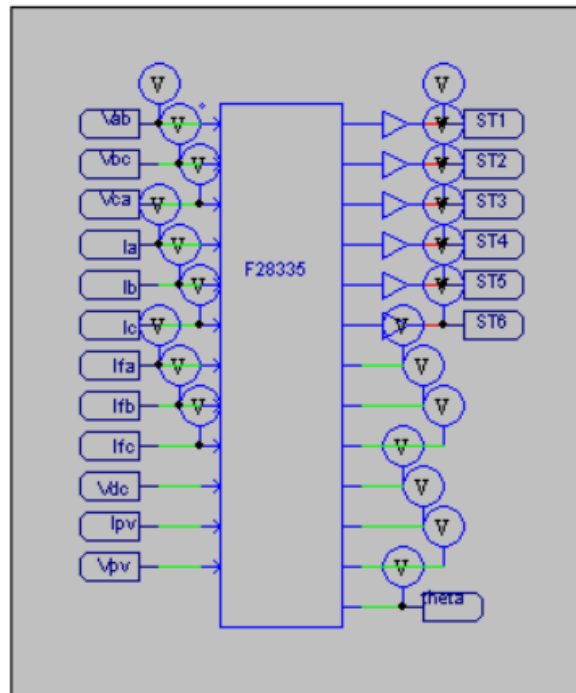 V V
Vab V V ST1
Vbc V V ST2
Vca V V ST3
Ia V V ST4
F28335
Ib V V ST5
Ic V V V ST6
Ifa V V
Ifb V V
Ifc V
Vdc V
Ipv V
Vpv V
theta